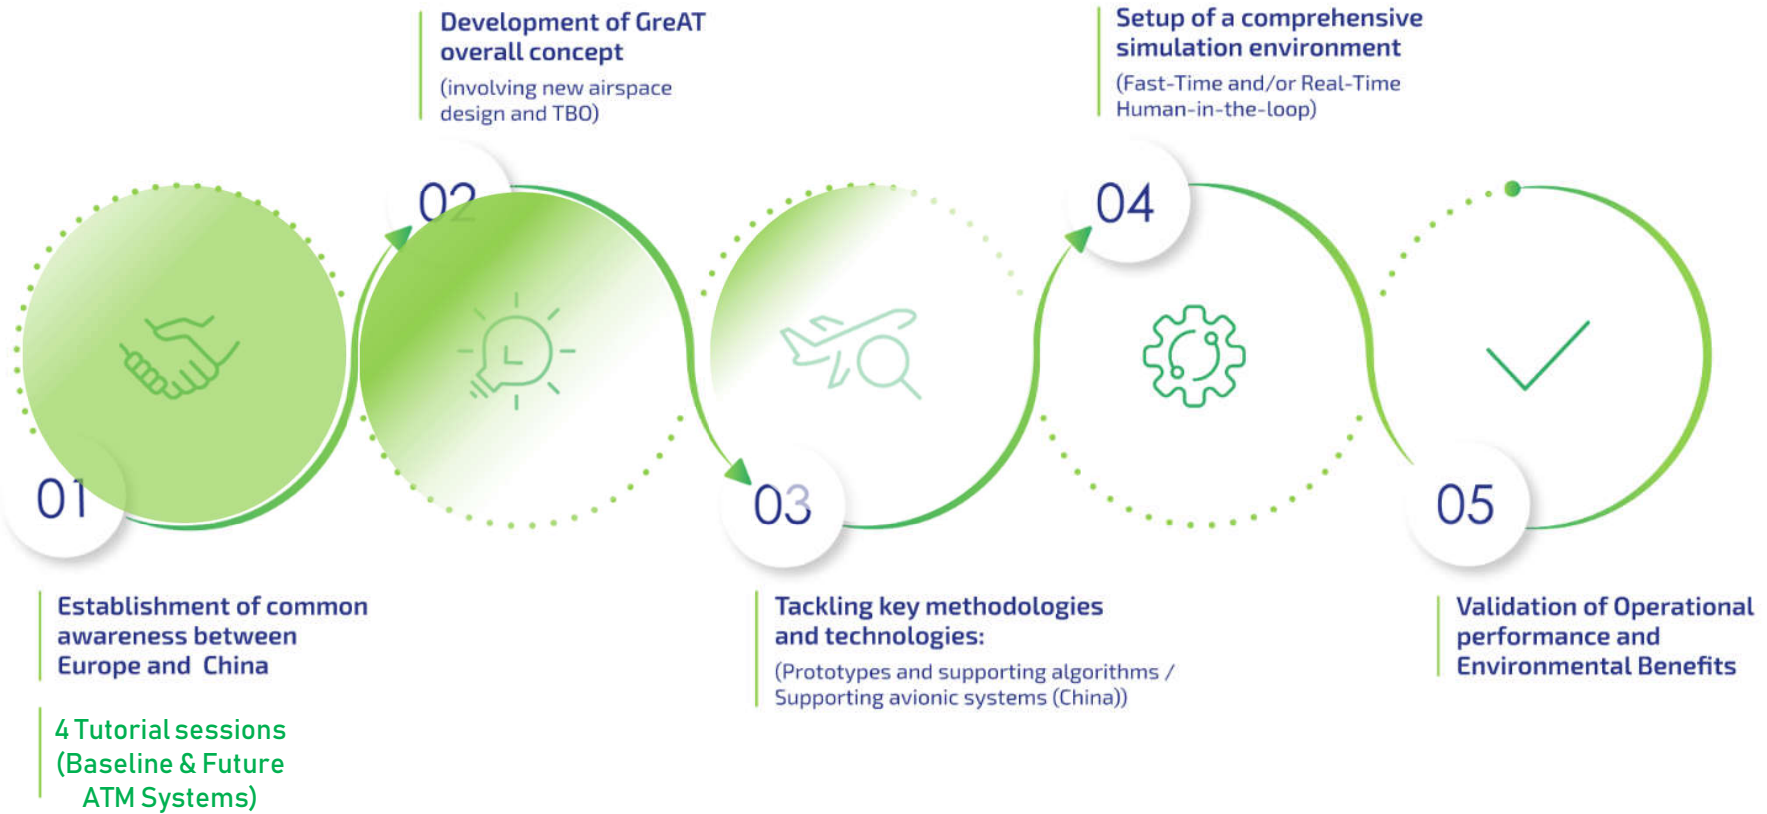 01
Establishment of common
awareness between
Europe and China
4 Tutorial sessions
(Baseline & Future
ATM Systems)
02
Development of GreAT
overall concept
(involving new airspace
design and TBO)
03
Tackling key methodologies
and technologies:
(Prototypes and supporting algorithms /
Supporting avionic systems (China))
04
Setup of a comprehensive
simulation environment
(Fast-Time and/or Real-Time
Human-in-the-loop)
05
Validation of Operational
performance and
Environmental Benefits